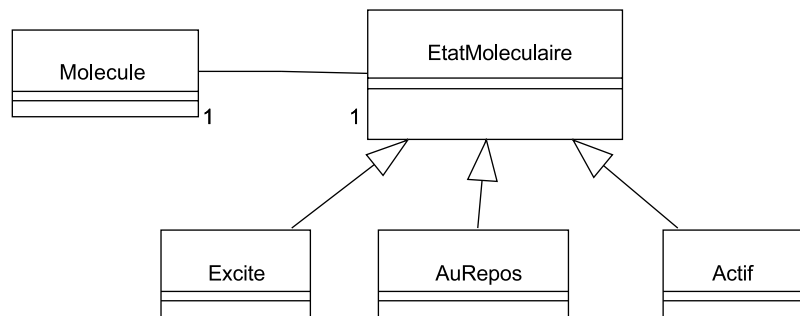 EtatMoleculaire
Molecule
1
1
Excite
AuRepos
Actif